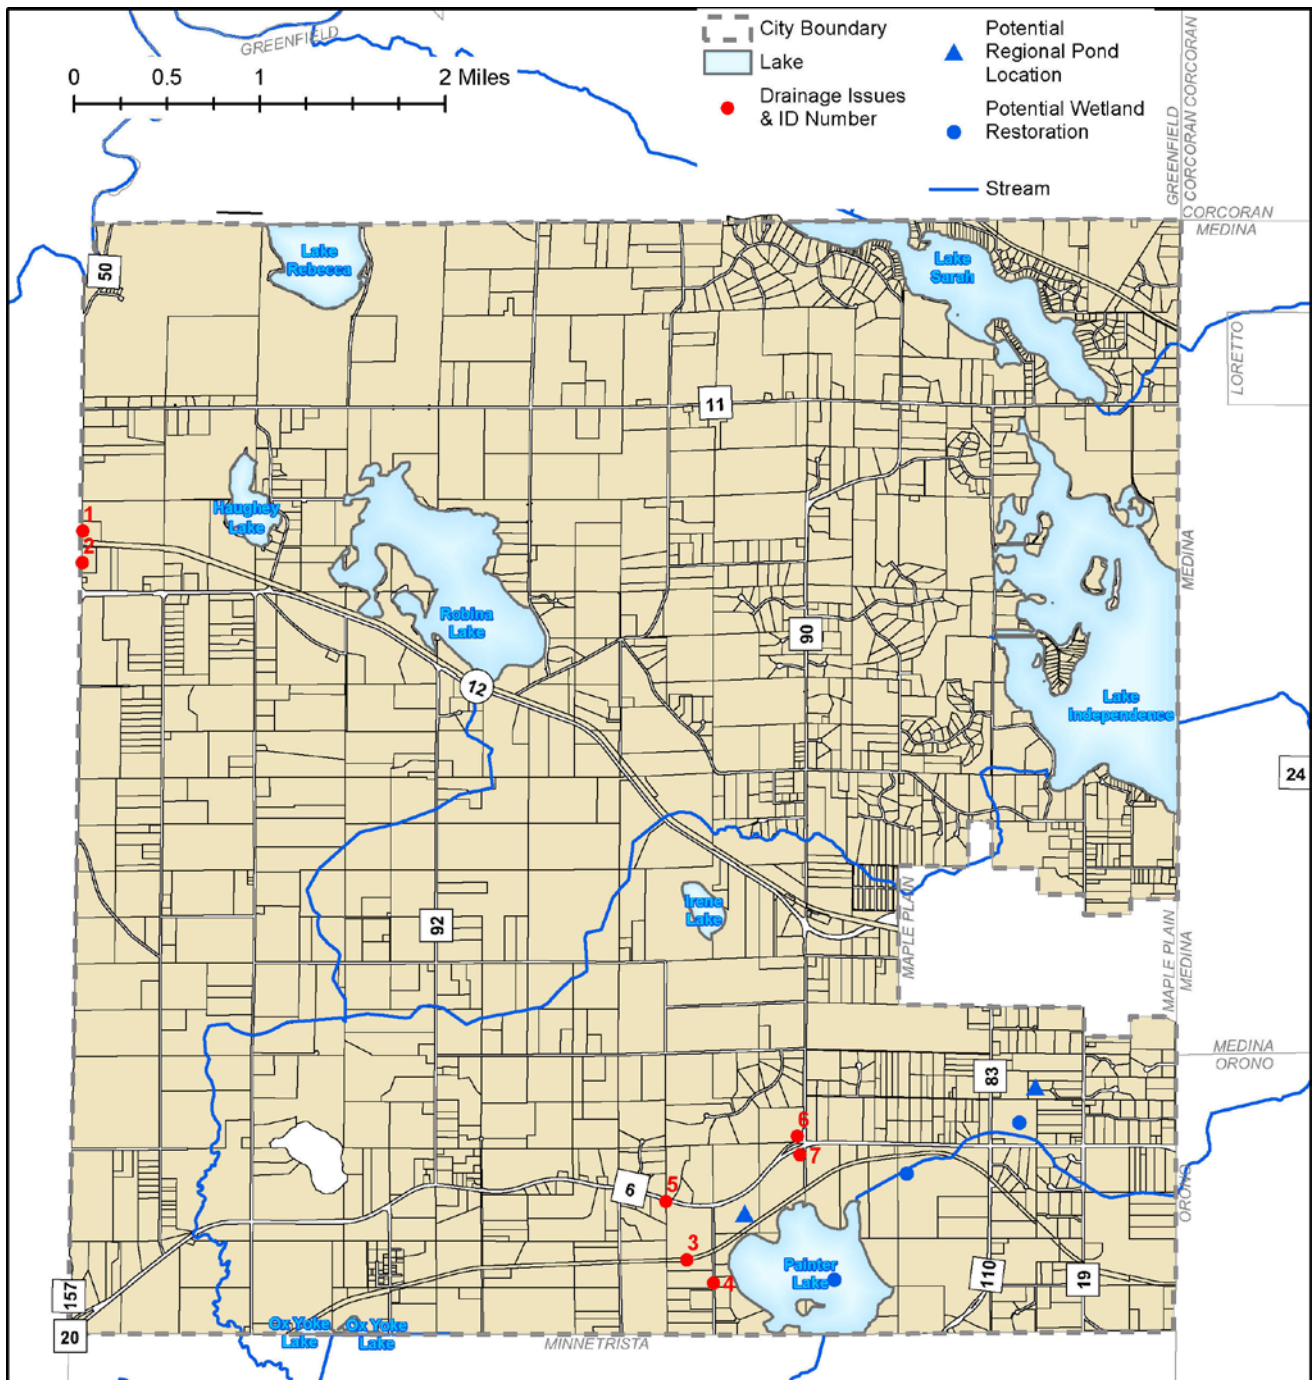 GREENFIELD
0 0.5 1 2 Miles
City Boundary
Lake
Drainage Issues
& ID Number
Potential
Regional Pond
Location
Potential Wetland
Restoration
Stream
GREENFIELD
CORCORAN CORCORAN
CORCORAN
MEDINA
50
Lake
Rebecca
Lake
Sarah
LORETTO
11
1
2
Haughey
Lake
Robina
Lake
12
90
MEDINA
Lake
Independence
24
Irene
Lake
92
MAPLE PLAIN
MAPLE PLAIN
MEDINA
MEDINA
ORONO
83
6
7
6
5
ORONO
3
4
Painter
Lake
110
19
157
20
Ox Yoke
Lake
Ox Yoke
Lake
MINNETRISTA